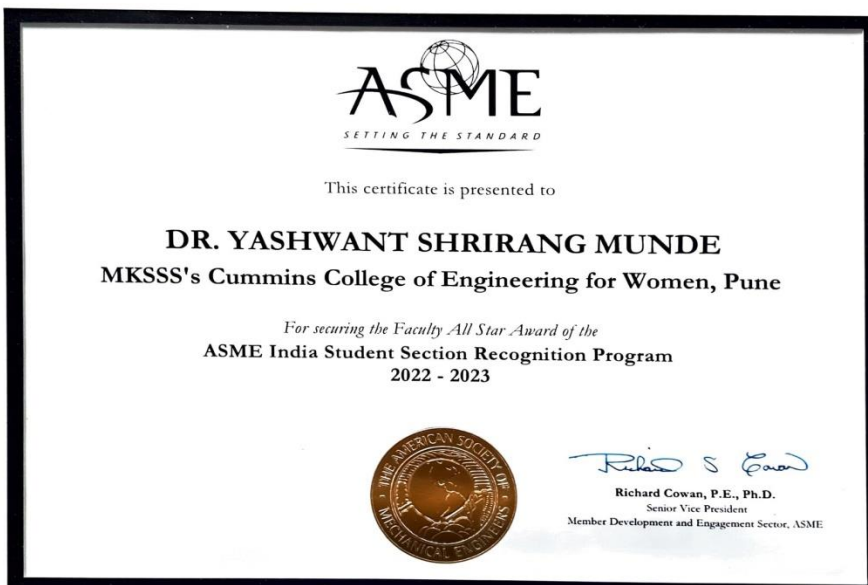 ASME
SETTING THE STANDARD
This certificate is presented to
DR. YASHWANT SHRIRANG MUNDE
MKSSS's Cummins College of Engineering for Women, Pune
For securing the Faculty All Star Award of the
ASME India Student Section Recognition Program
2022 - 2023
THE AMERICAN SOCIETY OF
MECHANICAL ENGINEERS
Richard S Cowan
Richard Cowan, P.E., Ph.D.
Senior Vice President
Member Development and Engagement Sector, ASME